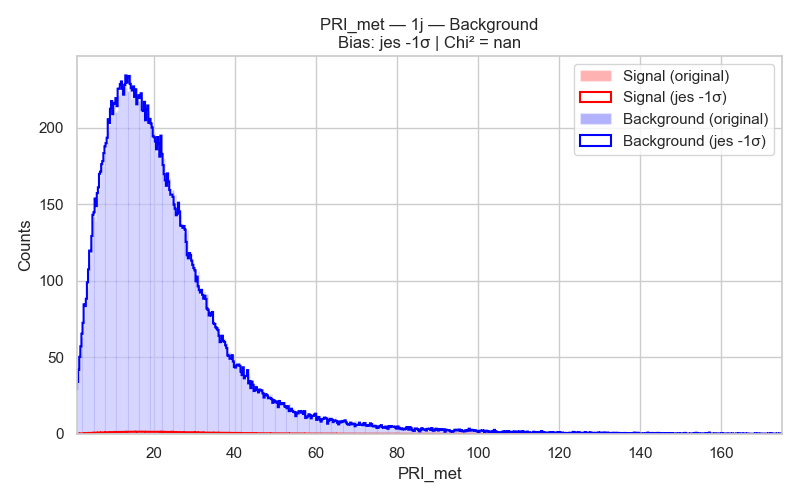 PRI_met — 1j — Background
Bias: jes -1σ | Chi² = nan
Signal (original)
Signal (jes -1σ)
Background (original)
Background (jes -1σ)
Counts
200
150
100
50
0
20
40
60
80
100
120
140
160
PRI_met